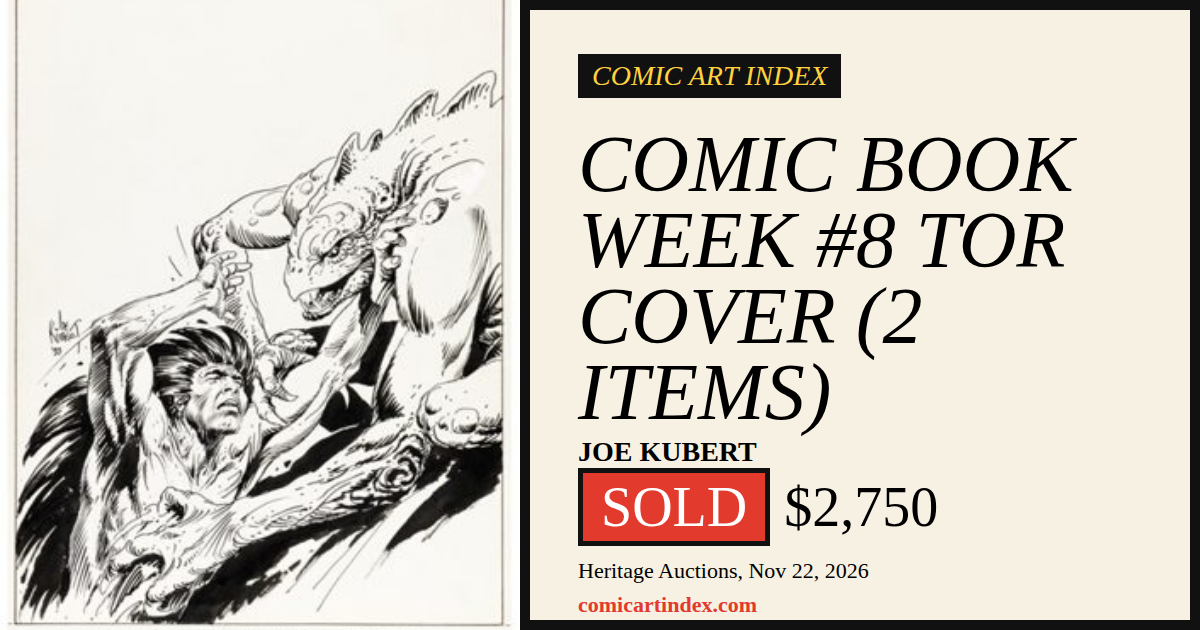 COMIC ART INDEX
COMIC BOOK
WEEK #8 TOR
COVER (2
ITEMS)
JOE KUBERT
SOLD $2,750
Heritage Auctions, Nov 22, 2026
comicartindex.com